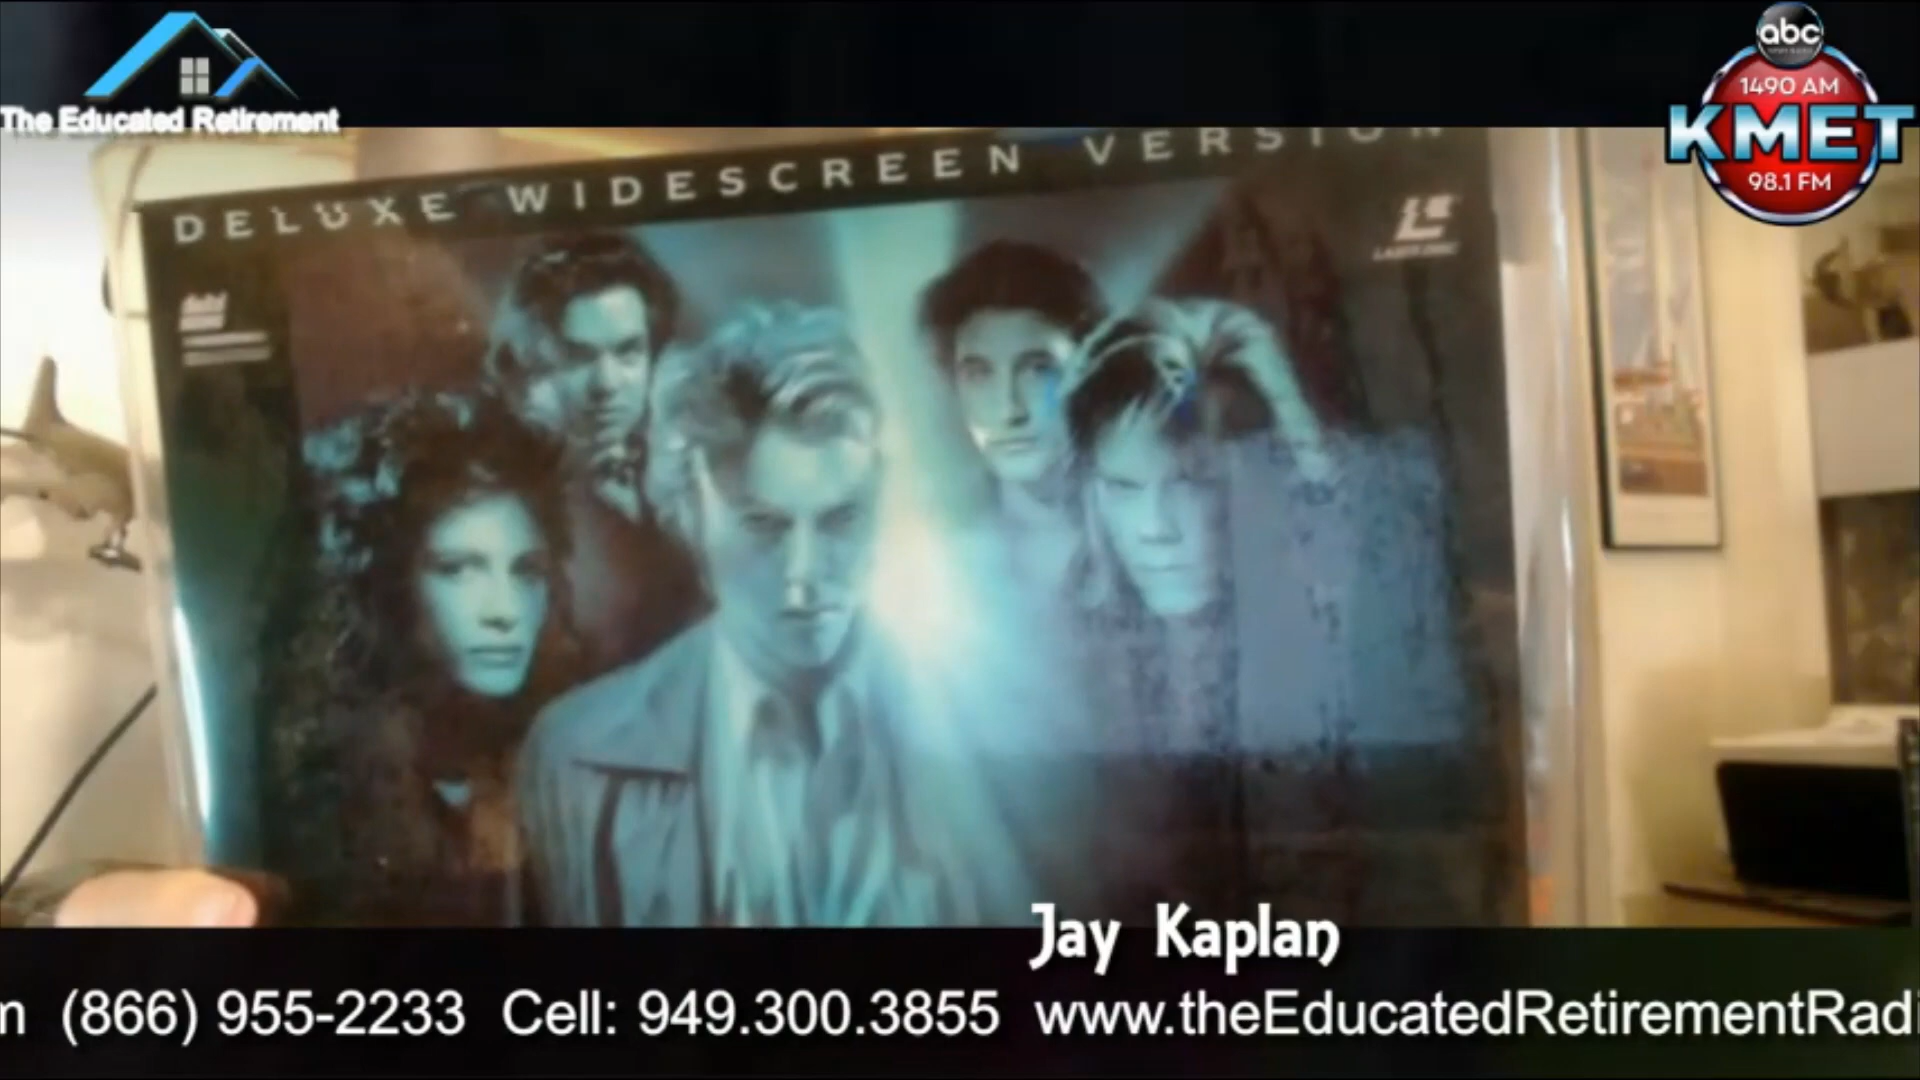 The Educated Retirement
abc
1490 AM
KMET
98.1 FM
DELUXE WIDESCREEN VERSION
LASERDISC
Jay Kaplan
m (866) 955-2233 Cell: 949.300.3855 www.theEducatedRetirementRadi